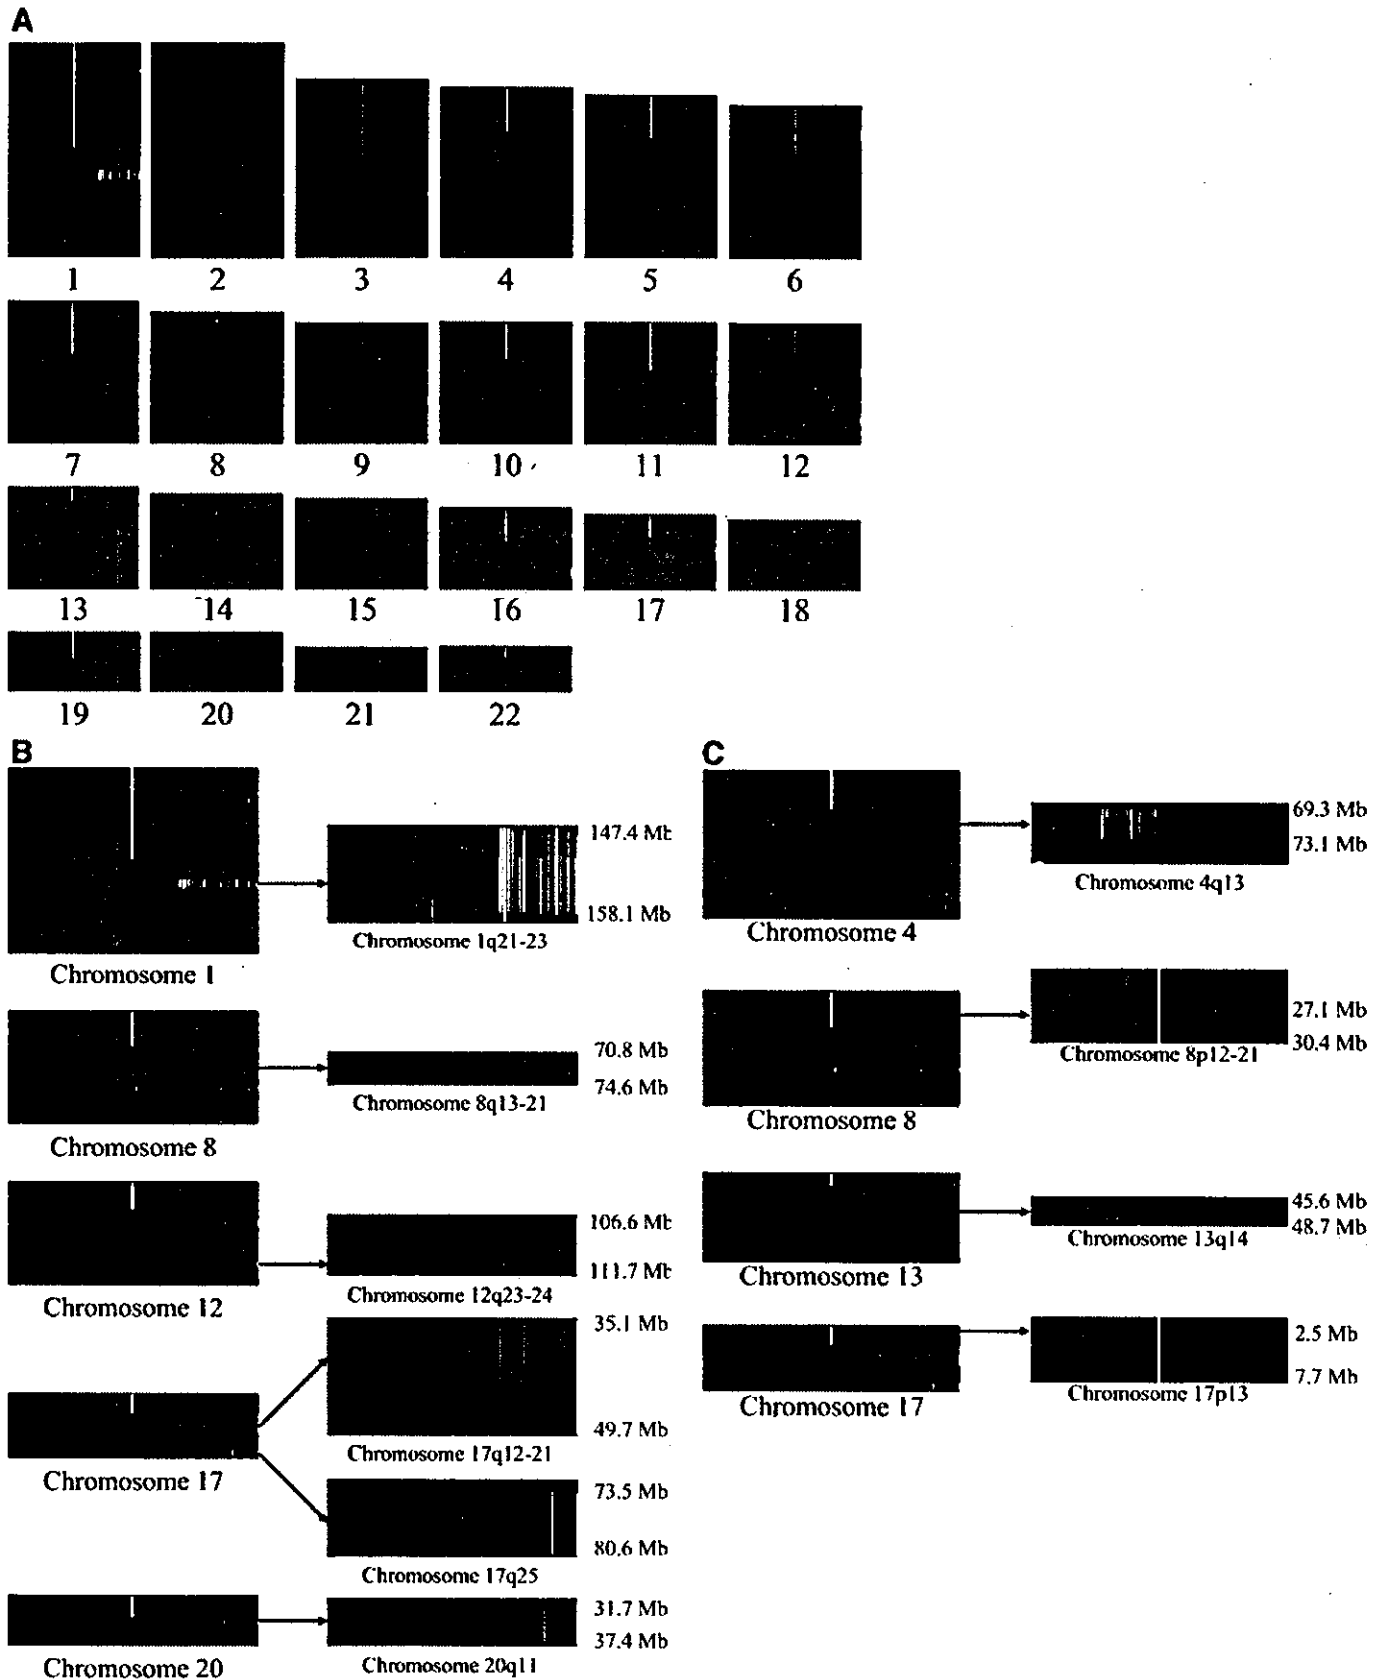 A
1 2 3 4 5 6
7 8 9 10 11 12
13 14 15 16 17 18
19 20 21 22
B
147.4 Mb
158.1 Mb
Chromosome 1q21-23
Chromosome 1
70.8 Mb
74.6 Mb
Chromosome 8q13-21
Chromosome 8
106.6 Mb
111.7 Mb
Chromosome 12q23-24
Chromosome 12
35.1 Mb
49.7 Mb
Chromosome 17q12-21
Chromosome 17
73.5 Mb
80.6 Mb
Chromosome 17q25
31.7 Mb
37.4 Mb
Chromosome 20q11
Chromosome 20
C
69.3 Mb
73.1 Mb
Chromosome 4q13
Chromosome 4
27.1 Mb
30.4 Mb
Chromosome 8p12-21
Chromosome 8
45.6 Mb
48.7 Mb
Chromosome 13q14
Chromosome 13
2.5 Mb
7.7 Mb
Chromosome 17p13
Chromosome 17